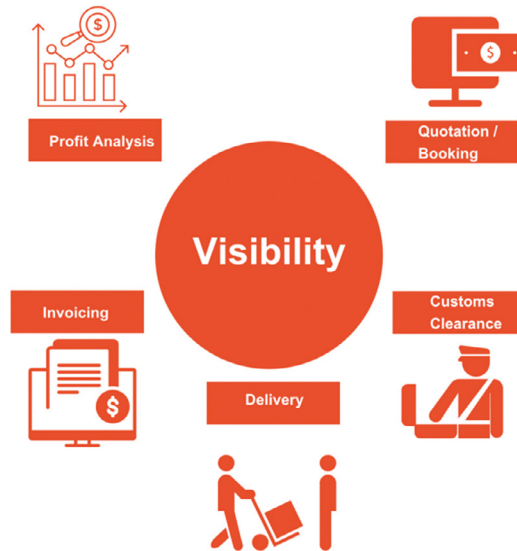 $
$
Profit Analysis
Quotation /
Booking
Visibility
Invoicing
Customs
Clearance
$
Delivery